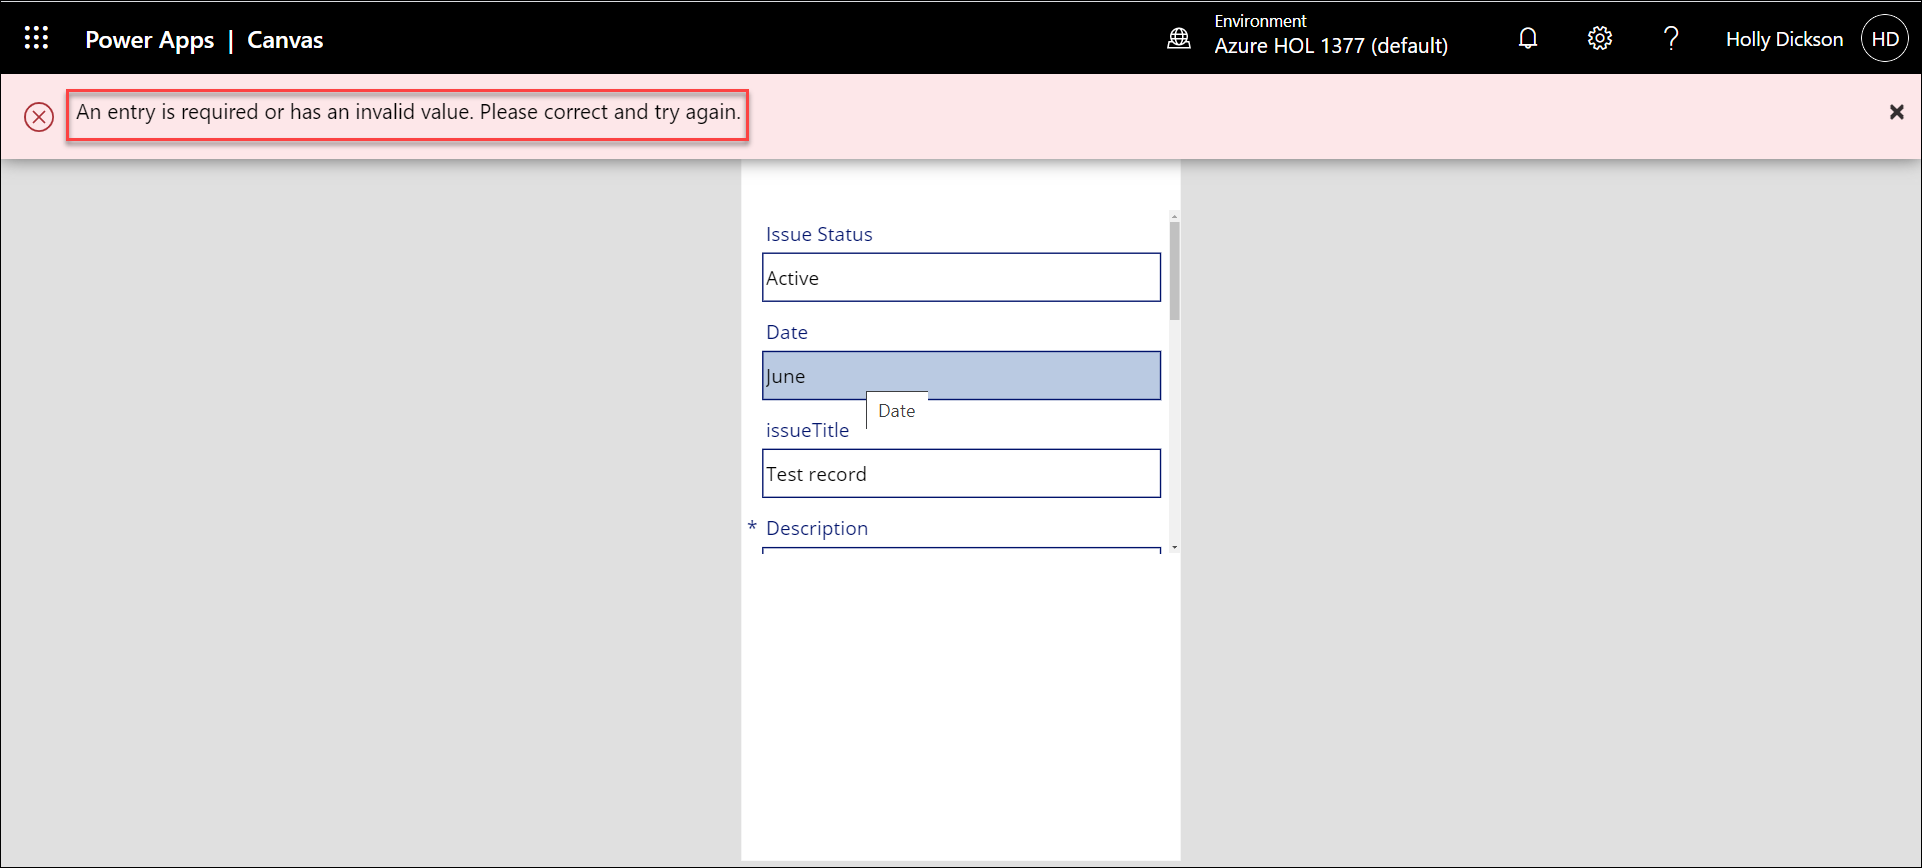 Power Apps | Canvas
Environment
Azure HOL 1377 (default)
Holly Dickson
HD
An entry is required or has an invalid value. Please correct and try again.
Issue Status
Active
Date
June
Date
issueTitle
Test record
* Description